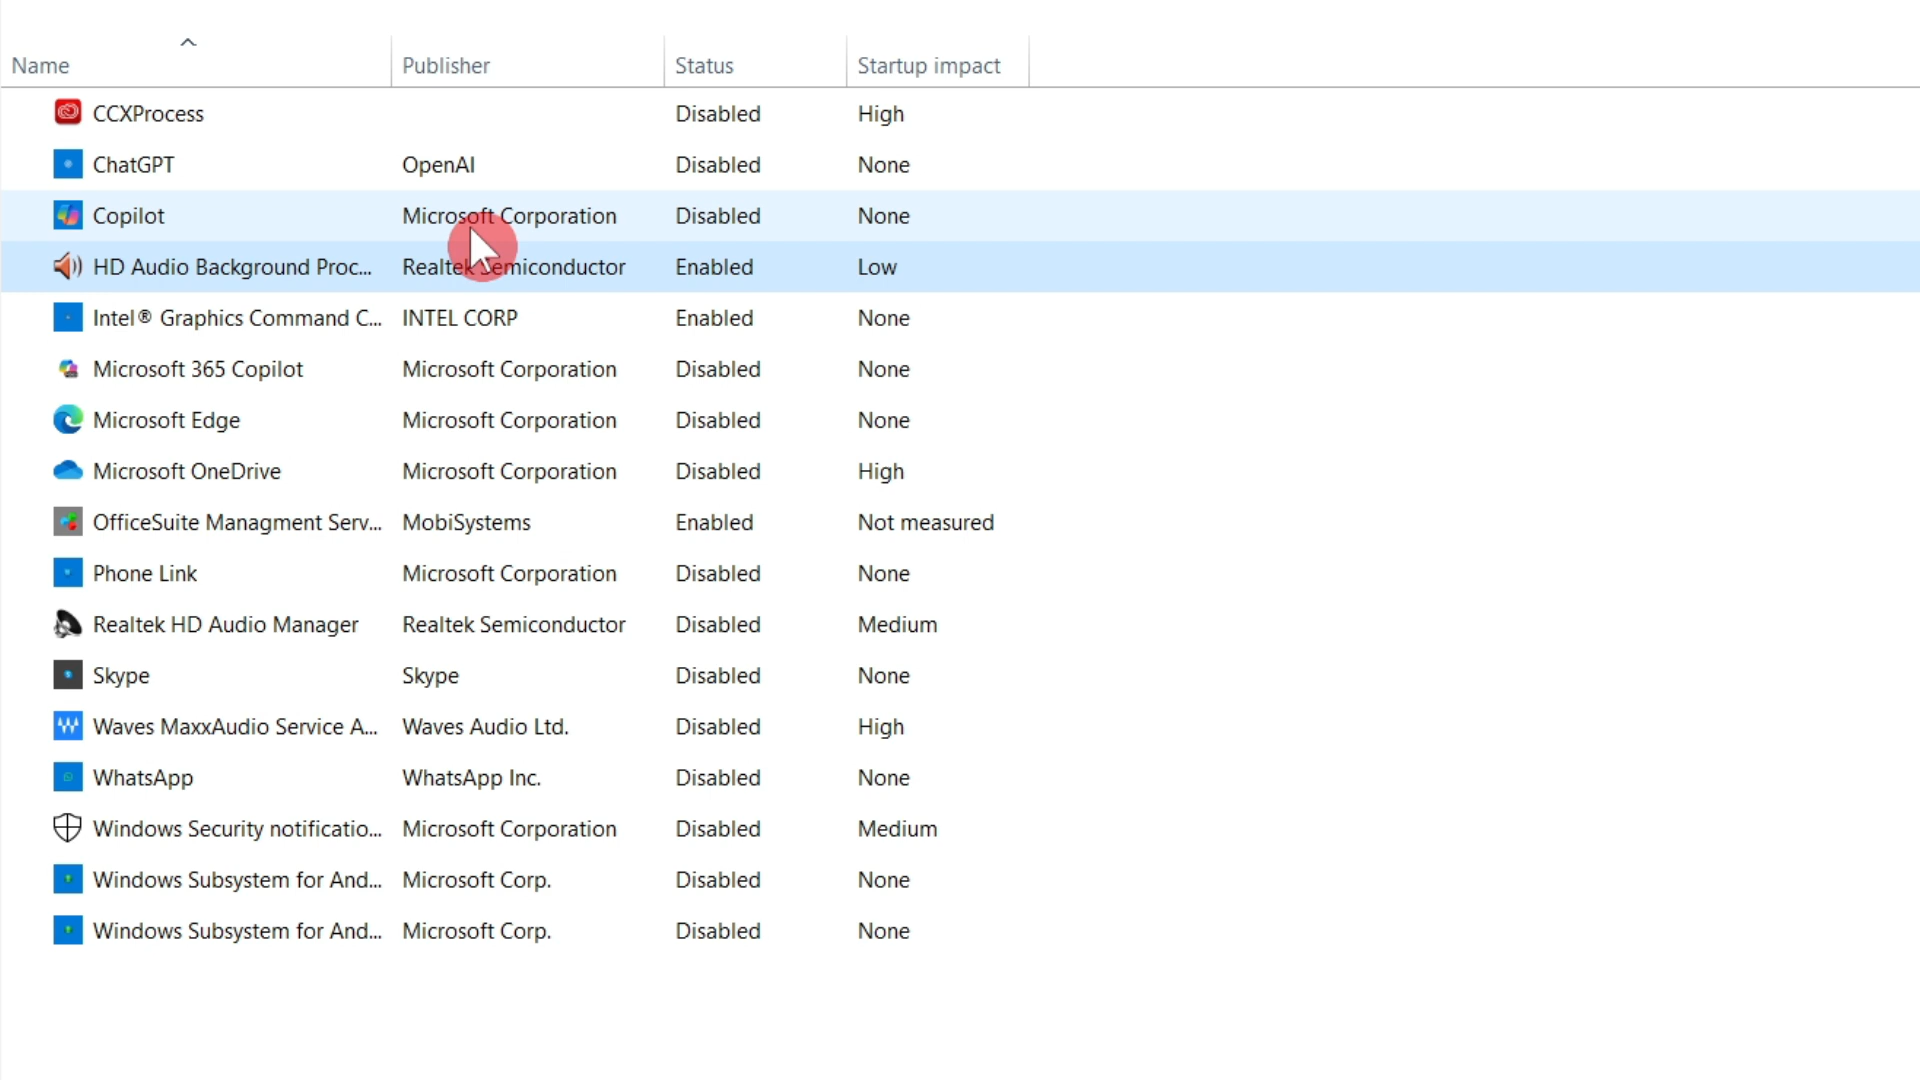 Name Publisher Status Startup impact
CCXProcess Disabled High
ChatGPT OpenAI Disabled None
Copilot Microsoft Corporation Disabled None
HD Audio Background Proc... Realtek Semiconductor Enabled Low
Intel® Graphics Command C... INTEL CORP Enabled None
Microsoft 365 Copilot Microsoft Corporation Disabled None
Microsoft Edge Microsoft Corporation Disabled None
Microsoft OneDrive Microsoft Corporation Disabled High
OfficeSuite Managment Serv... MobiSystems Enabled Not measured
Phone Link Microsoft Corporation Disabled None
Realtek HD Audio Manager Realtek Semiconductor Disabled Medium
Skype Skype Disabled None
Waves MaxxAudio Service A... Waves Audio Ltd. Disabled High
WhatsApp WhatsApp Inc. Disabled None
Windows Security notificatio... Microsoft Corporation Disabled Medium
Windows Subsystem for And... Microsoft Corp. Disabled None
Windows Subsystem for And... Microsoft Corp. Disabled None